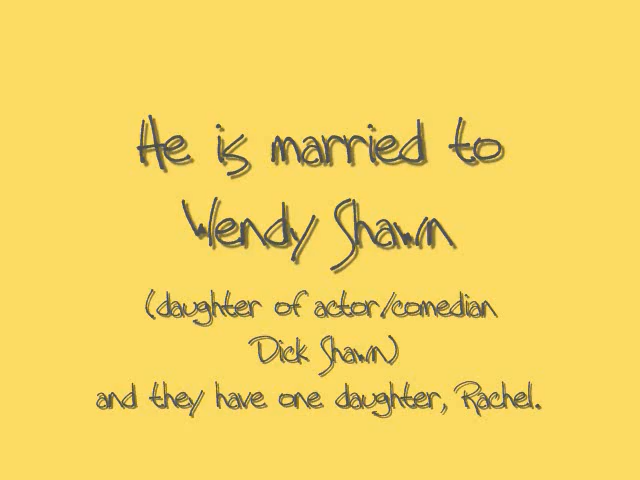 He is married to
Wendy Shawn
(daughter of actor/comedian
Dick Shawn)
and they have one daughter, Rachel.